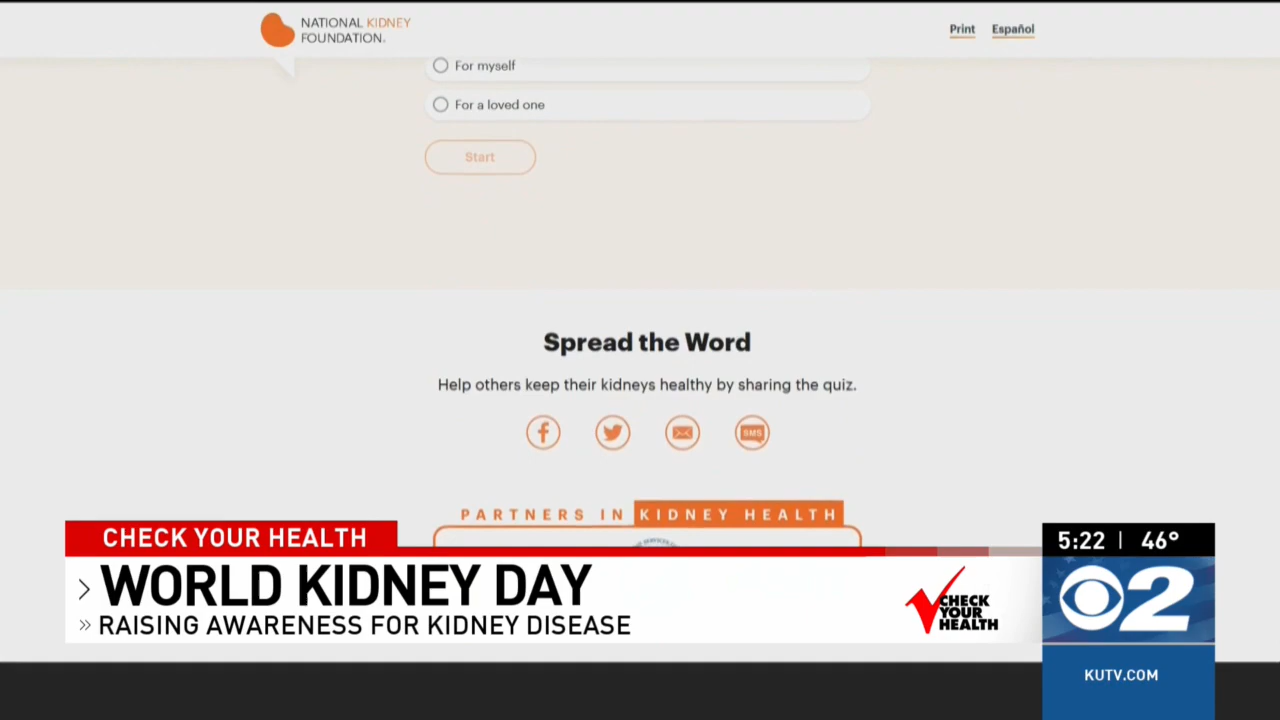 NATIONAL KIDNEY
FOUNDATION.
Print
Español
For myself
For a loved one
Start
Spread the Word
Help others keep their kidneys healthy by sharing the quiz.
SMS
PARTNERS IN KIDNEY HEALTH
CHECK YOUR HEALTH
WORLD KIDNEY DAY
RAISING AWARENESS FOR KIDNEY DISEASE
CHECK
YOUR
HEALTH
5:22 | 46°
2
KUTV.COM